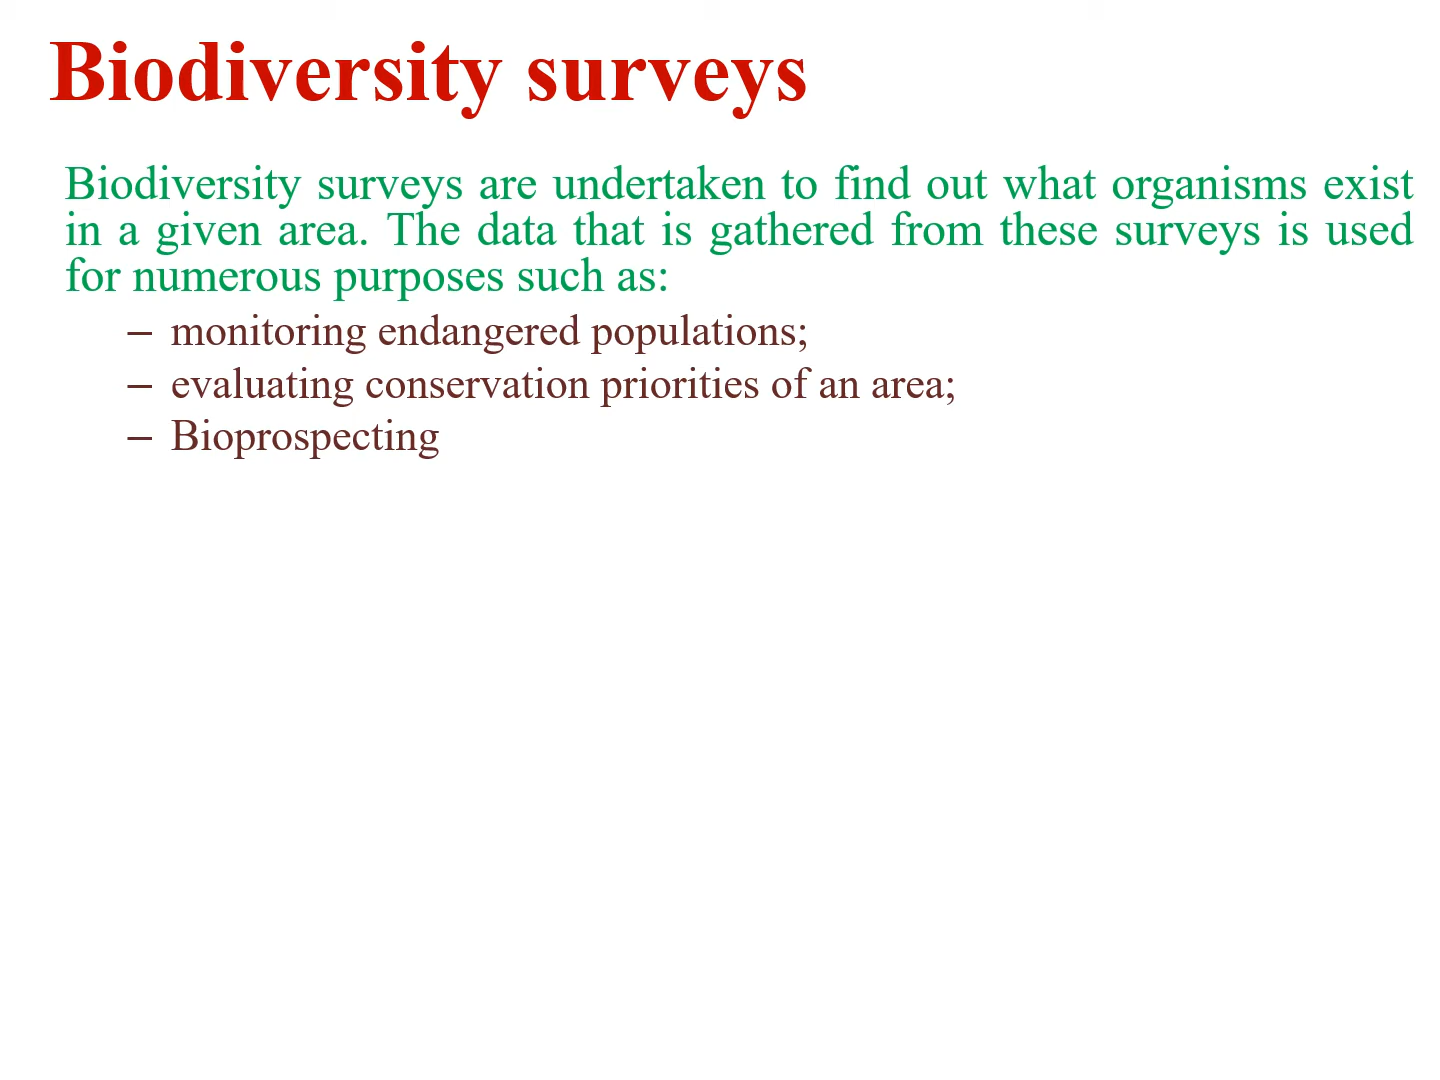 Biodiversity surveys
Biodiversity surveys are undertaken to find out what organisms exist
in a given area. The data that is gathered from these surveys is used
for numerous purposes such as:
– monitoring endangered populations;
– evaluating conservation priorities of an area;
– Bioprospecting